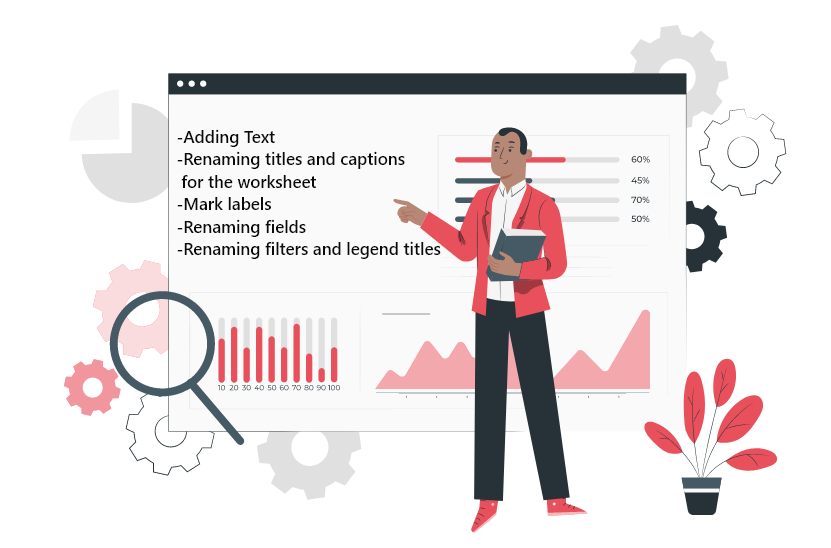 -Adding Text
-Renaming titles and captions
for the worksheet
-Mark labels
-Renaming fields
-Renaming filters and legend titles
60%
45%
70%
50%
10 20 30 40 50 60 70 80 90 100